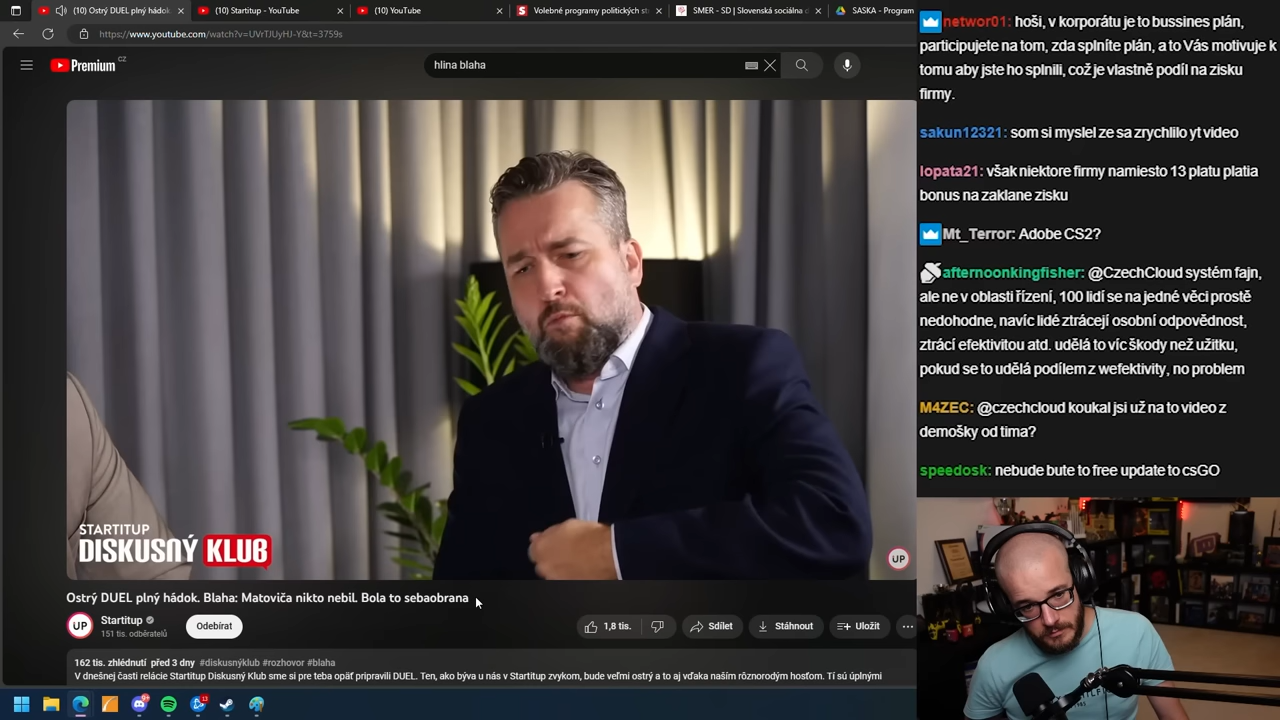 (10) Ostrý DUEL plný hádok.
(10) Startitup - YouTube
(10) YouTube
Volebné programy politických st
SMER - SD | Slovenská sociálna d
SASKA - Program
https://www.youtube.com/watch?v=UVrTJUyHJ-Y&t=3759s
Premium CZ
hlina blaha
STARTITUP
DISKUSNÝ KLUB
UP
Ostrý DUEL plný hádok. Blaha: Matoviča nikto nebil. Bola to sebaobrana
UP
Startitup
151 tis. odběratelů
Odebírat
1,8 tis.
Sdílet
Stáhnout
Uložit
162 tis. zhlédnutí před 3 dny #diskusnýklub #rozhovor #blaha
V dnešnej časti relácie Startitup Diskusný Klub sme si pre teba opäť pripravili DUEL. Ten, ako býva u nás v Startitup zvykom, bude veľmi ostrý a to aj vďaka našim rôznorodým hosťom. Tí sú úplnými
networ01: hoši, v korporátu je to bussines plán,
participujete na tom, zda splníte plán, a to Vás motivuje k
tomu aby jste ho splnili, což je vlastně podíl na zisku
firmy.
sakun12321: som si myslel ze sa zrychlilo yt video
lopata21: však niektore firmy namiesto 13 platu platia
bonus na zaklane zisku
Mt_Terror: Adobe CS2?
afternoonkingfisher: @CzechCloud systém fajn,
ale ne v oblasti řízení, 100 lidí se na jedné věci prostě
nedohodne, navíc lidé ztrácejí osobní odpovědnost,
ztrácí efektivitou atd. udělá to víc škody než užitku,
pokud se to udělá podílem z wefektivity, no problem
M4ZEC: @czechcloud koukal jsi už na to video z
demošky od tima?
speedosk: nebude bute to free update to csGO